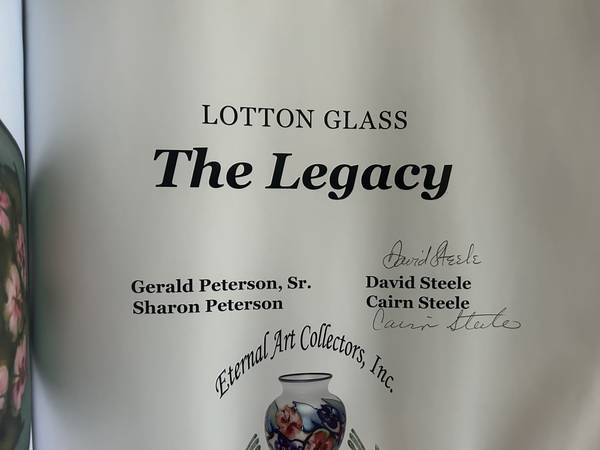 LOTTON GLASS
The Legacy
David Steele
Gerald Peterson, Sr.
Sharon Peterson
David Steele
Cairn Steele
Cairn Steele
Eternal Art Collectors, Inc.